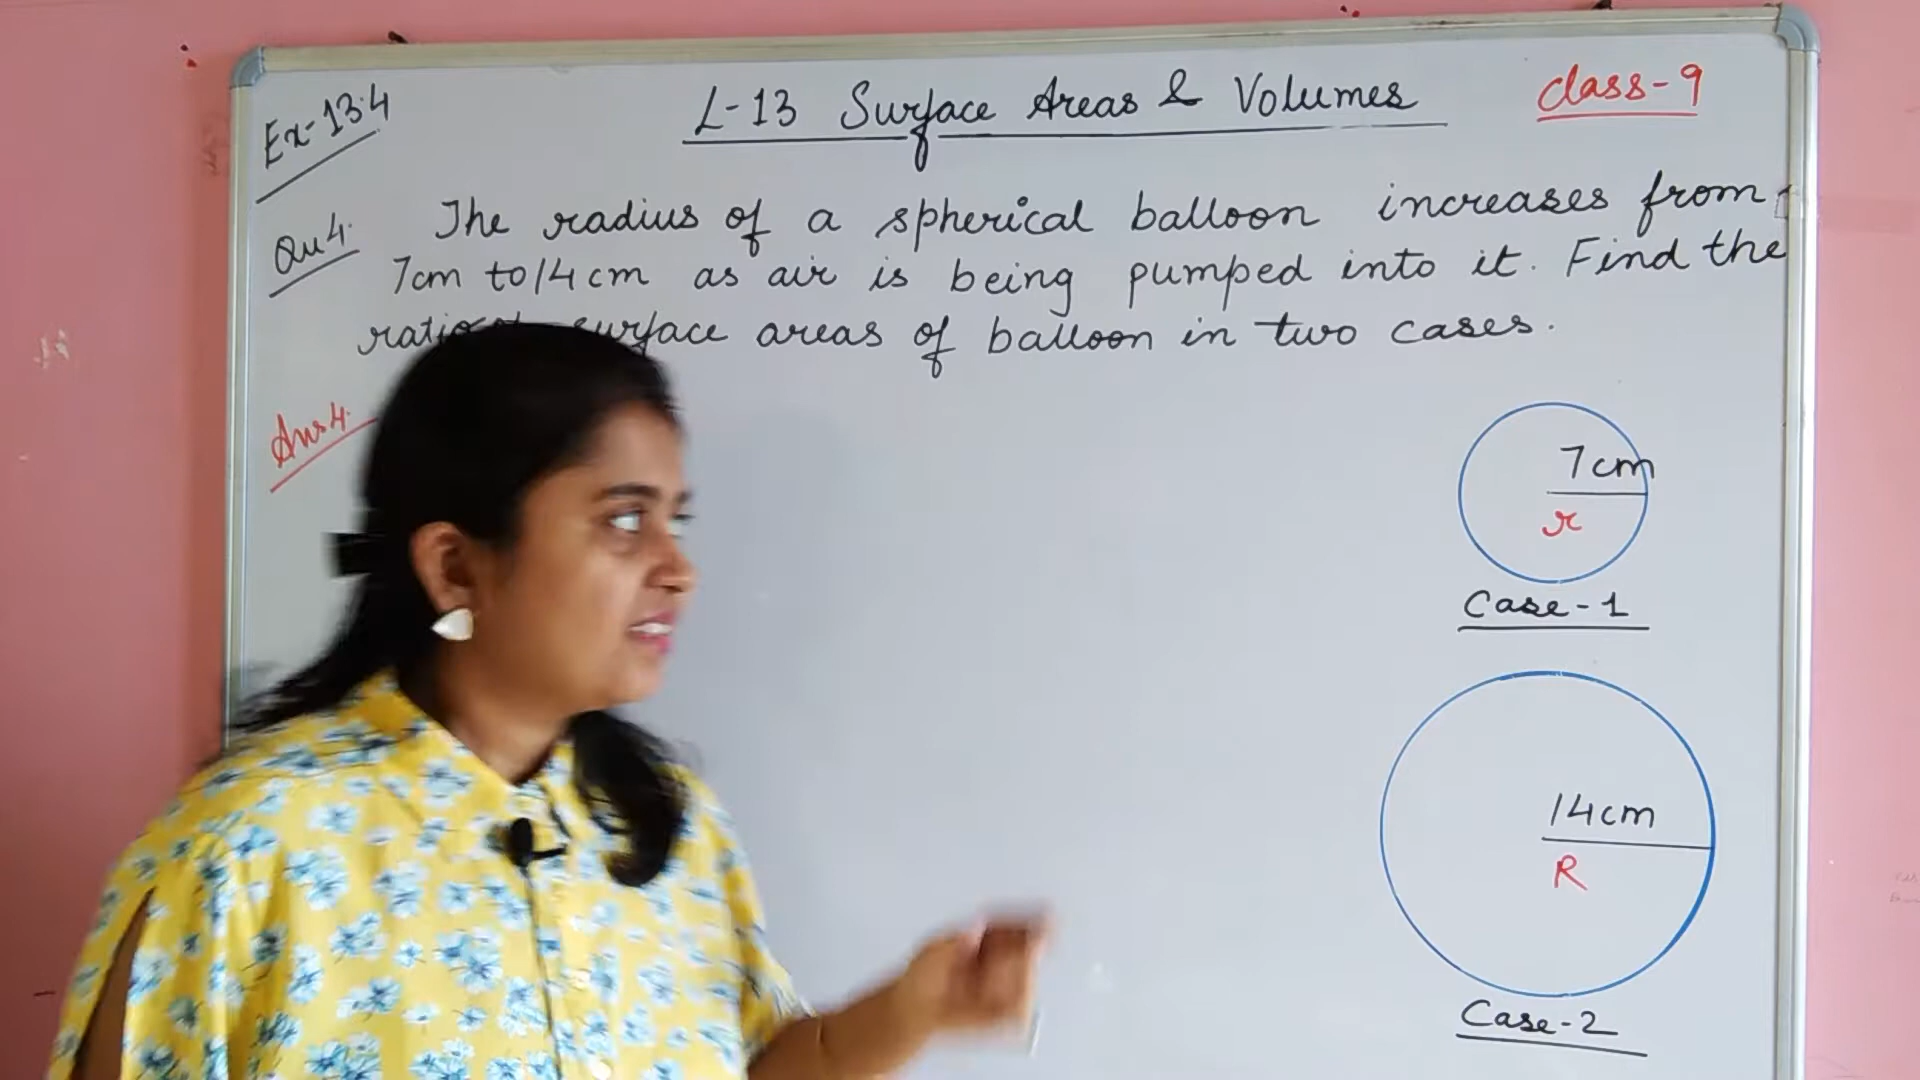 Ex-13.4
L-13 Surface Areas & Volumes
Class-9
Qu4.
The radius of a spherical balloon increases from
7cm to 14cm as air is being pumped into it. Find the
surface areas of balloon in two cases.
Ans4.
7cm
r
Case-1
14cm
R
Case-2